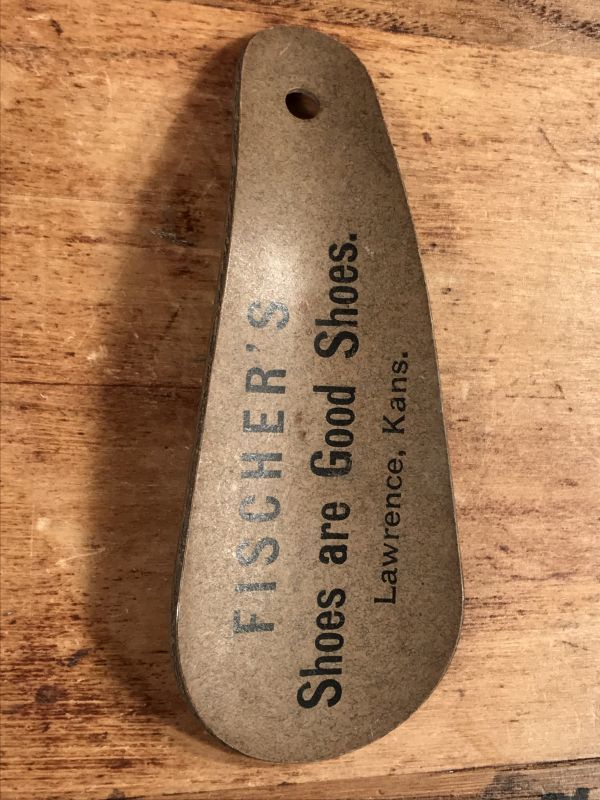 FISCHER'S
Shoes are Good Shoes.
Lawrence, Kans.